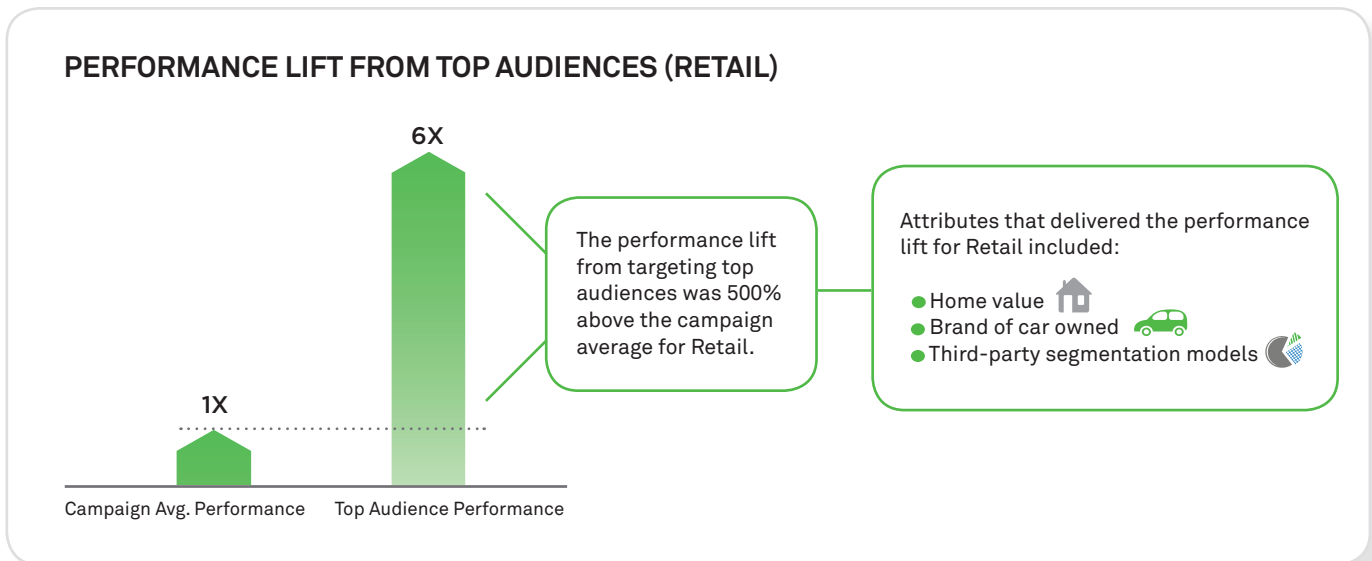 PERFORMANCE LIFT FROM TOP AUDIENCES (RETAIL)
6X
1X
Campaign Avg. Performance
Top Audience Performance
The performance lift
from targeting top
audiences was 500%
above the campaign
average for Retail.
Attributes that delivered the performance
lift for Retail included:
Home value
Brand of car owned
Third-party segmentation models